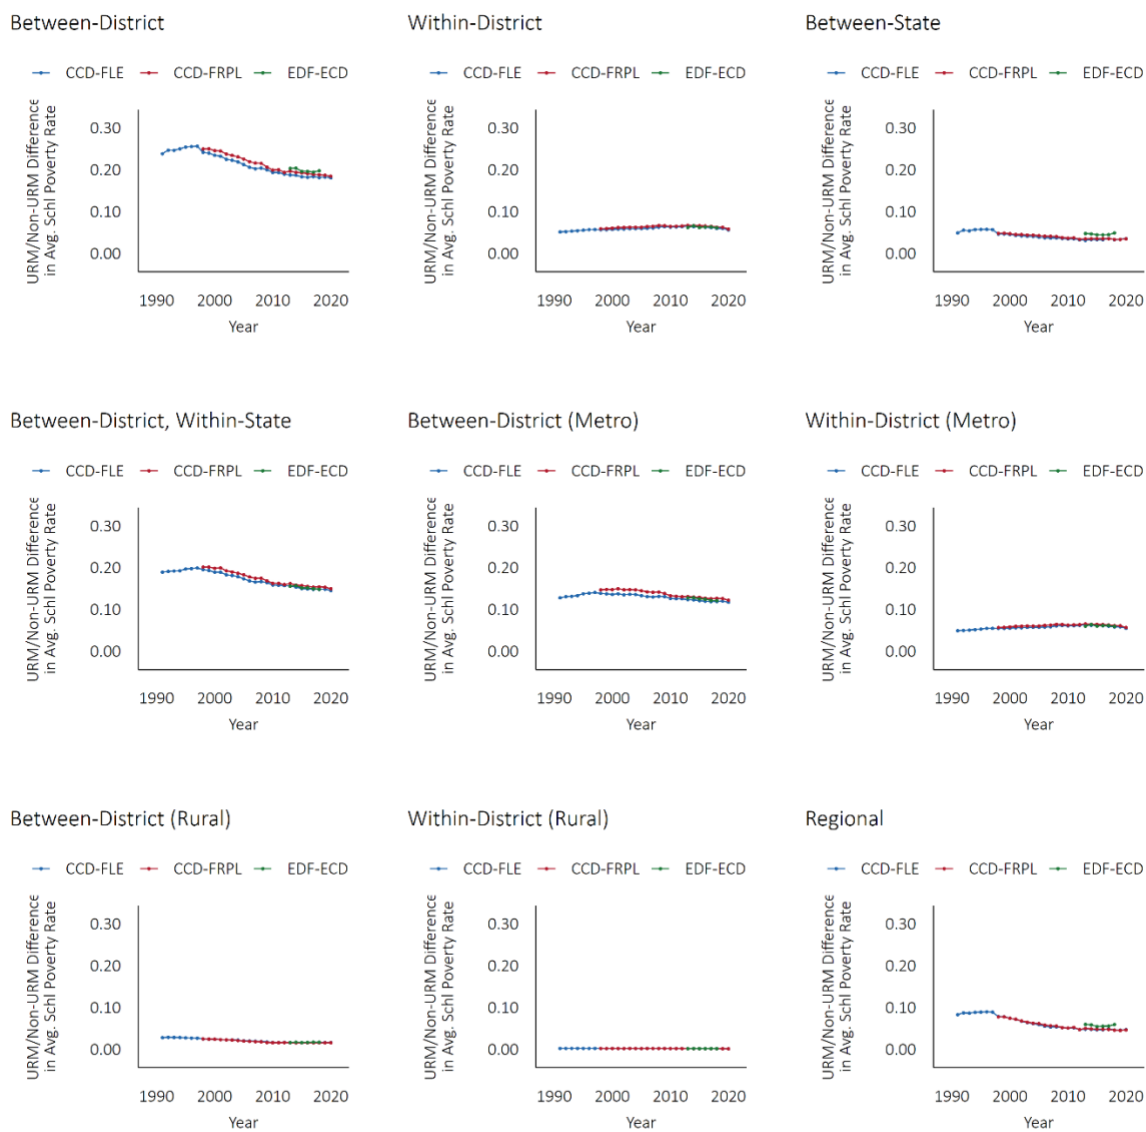 Between-District
CCD-FLE CCD-FRPL EDF-ECD
URM/Non-URM Difference
in Avg. Schl Poverty Rate
0.30
0.20
0.10
0.00
1990 2000 2010 2020
Year
Within-District
CCD-FLE CCD-FRPL EDF-ECD
URM/Non-URM Difference
in Avg. Schl Poverty Rate
0.30
0.20
0.10
0.00
1990 2000 2010 2020
Year
Between-State
CCD-FLE CCD-FRPL EDF-ECD
URM/Non-URM Difference
in Avg. Schl Poverty Rate
0.30
0.20
0.10
0.00
1990 2000 2010 2020
Year
Between-District, Within-State
CCD-FLE CCD-FRPL EDF-ECD
URM/Non-URM Difference
in Avg. Schl Poverty Rate
0.30
0.20
0.10
0.00
1990 2000 2010 2020
Year
Between-District (Metro)
CCD-FLE CCD-FRPL EDF-ECD
URM/Non-URM Difference
in Avg. Schl Poverty Rate
0.30
0.20
0.10
0.00
1990 2000 2010 2020
Year
Within-District (Metro)
CCD-FLE CCD-FRPL EDF-ECD
URM/Non-URM Difference
in Avg. Schl Poverty Rate
0.30
0.20
0.10
0.00
1990 2000 2010 2020
Year
Between-District (Rural)
CCD-FLE CCD-FRPL EDF-ECD
URM/Non-URM Difference
in Avg. Schl Poverty Rate
0.30
0.20
0.10
0.00
1990 2000 2010 2020
Year
Within-District (Rural)
CCD-FLE CCD-FRPL EDF-ECD
URM/Non-URM Difference
in Avg. Schl Poverty Rate
0.30
0.20
0.10
0.00
1990 2000 2010 2020
Year
Regional
CCD-FLE CCD-FRPL EDF-ECD
URM/Non-URM Difference
in Avg. Schl Poverty Rate
0.30
0.20
0.10
0.00
1990 2000 2010 2020
Year